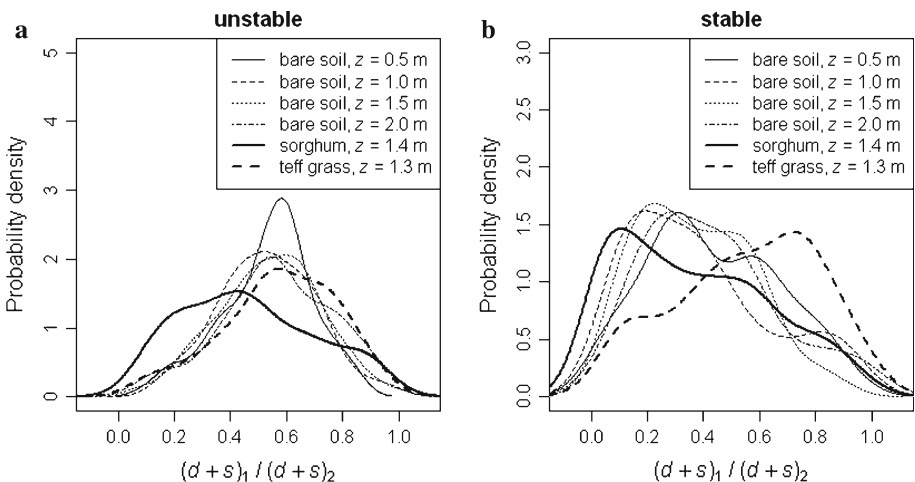 a
unstable
5
4
3
2
1
0
Probability density
bare soil, z = 0.5 m
bare soil, z = 1.0 m
bare soil, z = 1.5 m
bare soil, z = 2.0 m
sorghum, z = 1.4 m
teff grass, z = 1.3 m
0.0 0.2 0.4 0.6 0.8 1.0
(d + s)₁ / (d + s)₂
b
stable
3.0
2.5
2.0
1.5
1.0
0.5
0.0
Probability density
bare soil, z = 0.5 m
bare soil, z = 1.0 m
bare soil, z = 1.5 m
bare soil, z = 2.0 m
sorghum, z = 1.4 m
teff grass, z = 1.3 m
0.0 0.2 0.4 0.6 0.8 1.0
(d + s)₁ / (d + s)₂